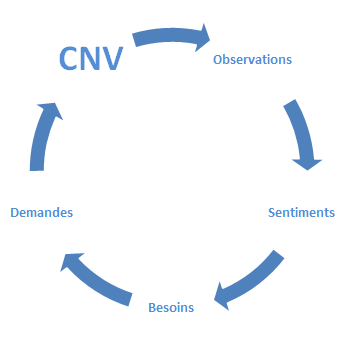 CNV
Observations
Sentiments
Besoins
Demandes